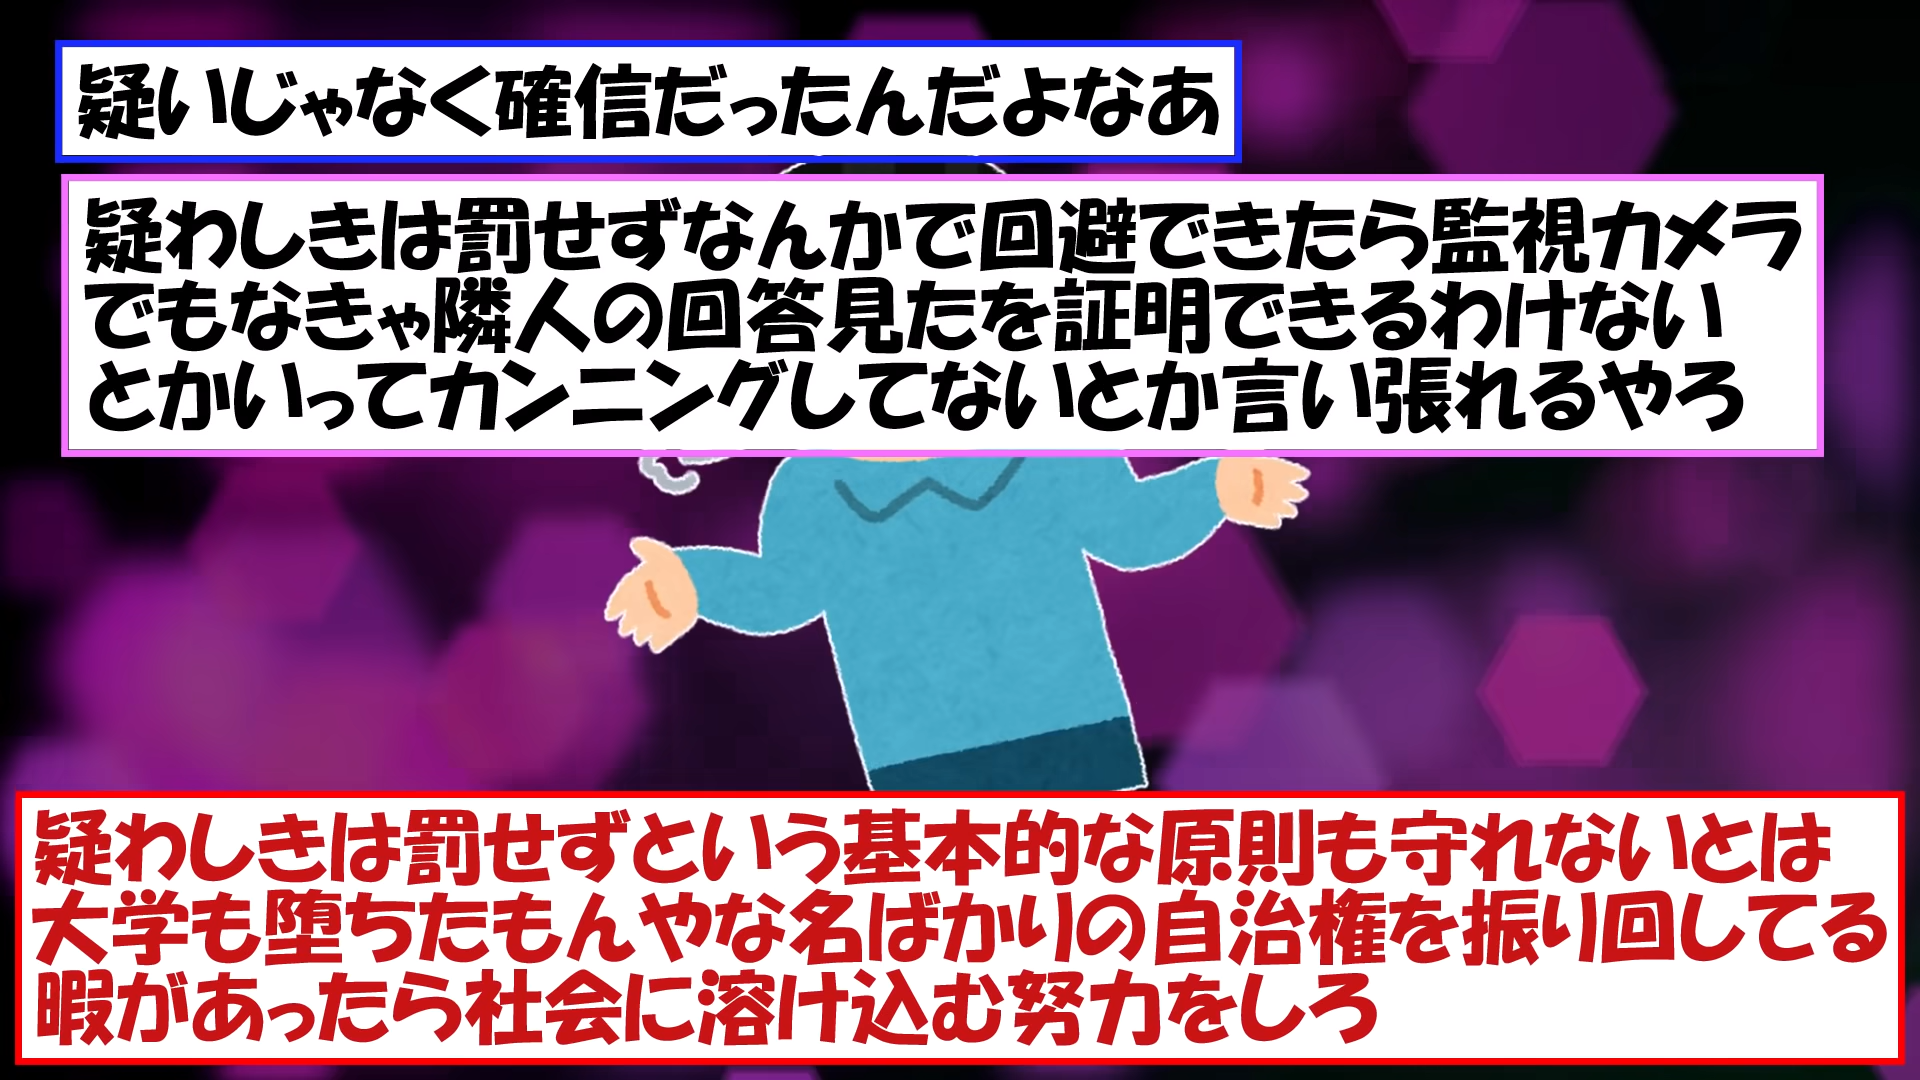 疑いじゃなく確信だったんだよなあ
疑わしきは罰せずなんかで回避できたら監視カメラ
でもなきゃ隣人の回答見たを証明できるわけない
とかいってカンニングしてないとか言い張れるやろ
疑わしきは罰せずという基本的な原則も守れないとは
大学も堕ちたもんやな名ばかりの自治権を振り回してる
暇があったら社会に溶け込む努力をしろ